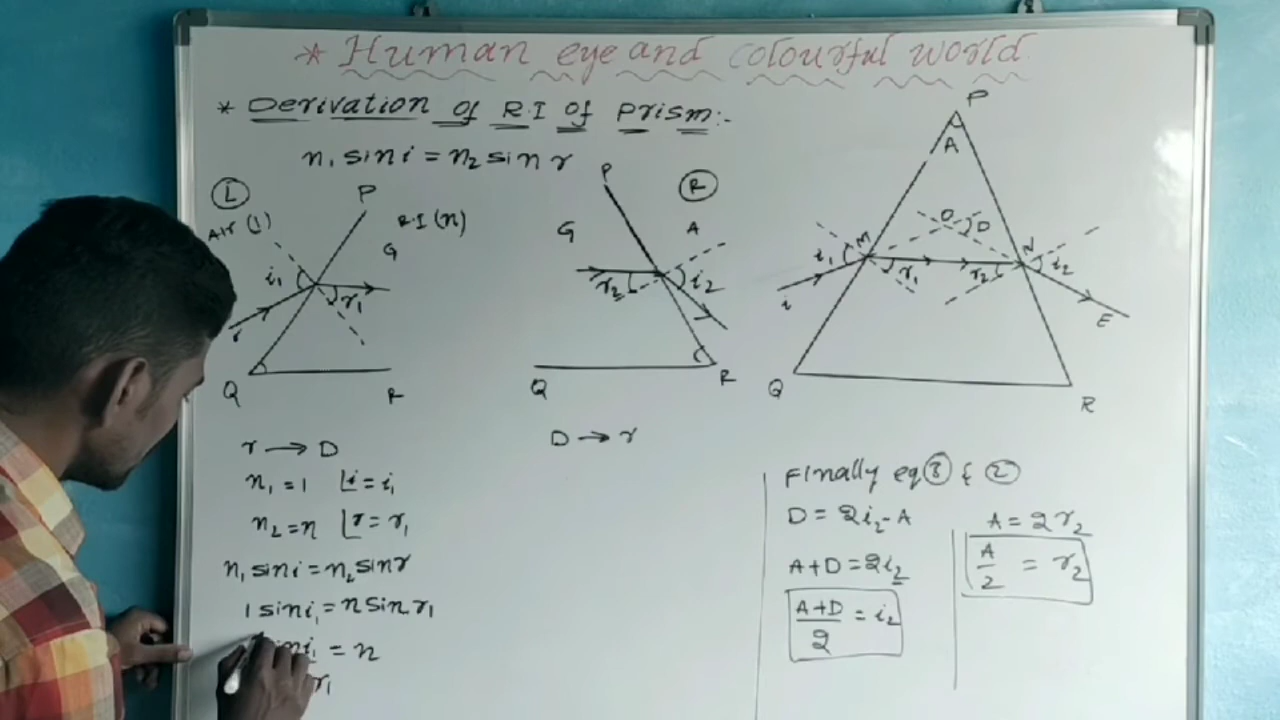 * Human eye and colourful world
* Derivation of R.I of Prism:-
n₁ sin i = n₂ sin r
L
Air (1)
P
R.I (n)
G
i₁
r₁
Q
R
P
R
G
A
r₂
i₂
Q
R
P
A
M
O
D
N
i₁
r₁
r₂
i₂
i
E
Q
R
r → D
n₁ = 1 ∠i = i₁
n₂ = n ∠r = r₁
n₁ sin i = n₂ sin r
1 sin i₁ = n sin r₁
i₁ = n
r₁
D → r
Finally eq ③ & ②
D = 2i₂ - A
A+D = 2i₂
A+D/2 = i₂
A = 2r₂
A/2 = r₂